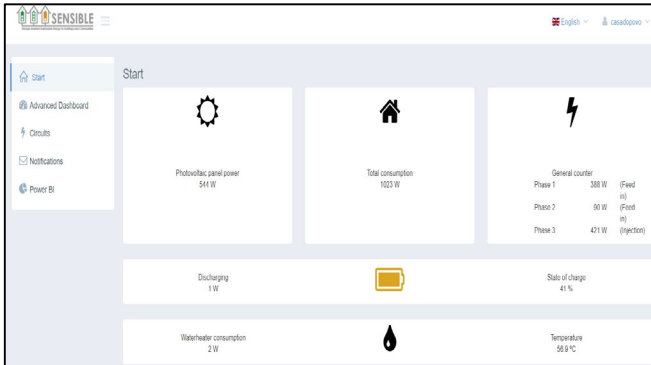 SENSIBLE
English
casadopovo
Start
Advanced Dashboard
Circuits
Notifications
Power BI
Start
Photovoltaic panel power
544 W
Total consumption
1023 W
General counter
Phase 1 388 W (Feed
in)
Phase 2 90 W (Feed
in)
Phase 3 421 W (Injection)
Discharging
1 W
State of charge
41 %
Waterheater consumption
2 W
Temperature
56.9 ºC